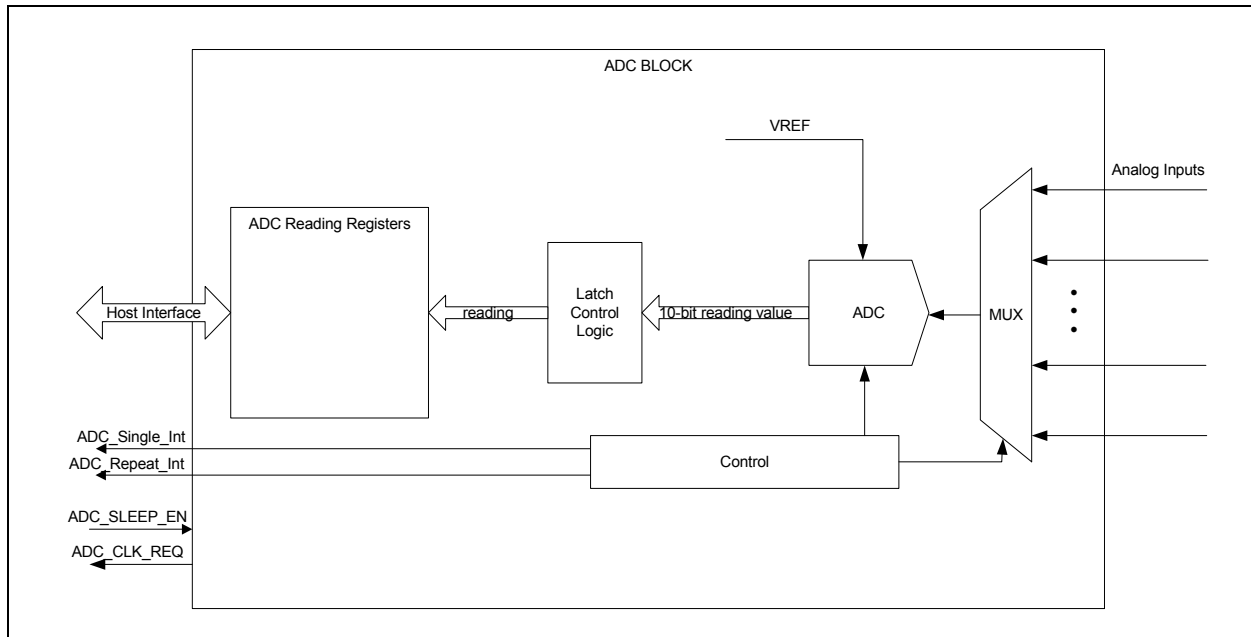 ADC BLOCK
VREF
Analog Inputs
ADC Reading Registers
Host Interface
reading
Latch
Control
Logic
10-bit reading value
ADC
MUX
ADC_Single_Int
ADC_Repeat_Int
Control
ADC_SLEEP_EN
ADC_CLK_REQ